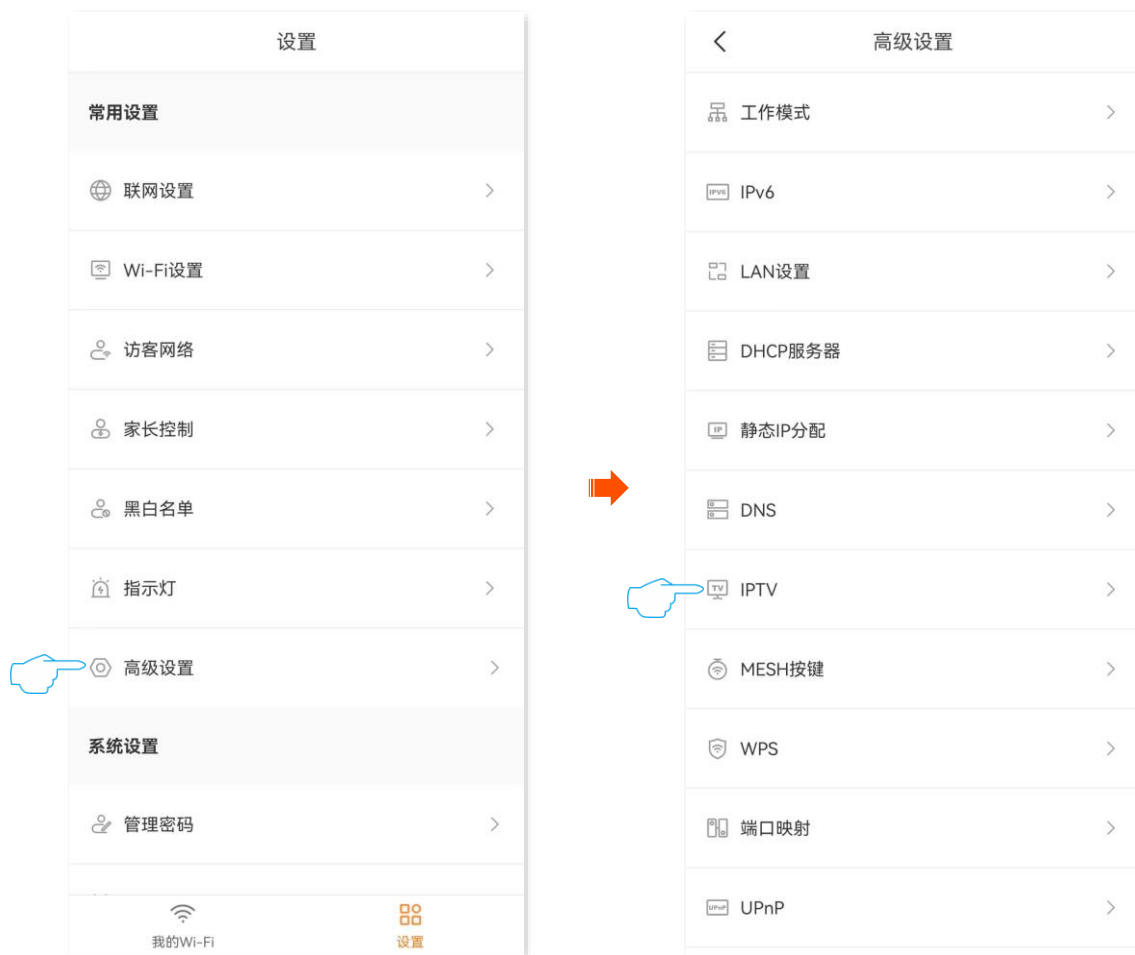 设置
常用设置
联网设置
Wi-Fi设置
访客网络
家长控制
黑白名单
指示灯
高级设置
系统设置
管理密码
我的Wi-Fi
设置
高级设置
工作模式
IPV6 IPv6
LAN设置
DHCP服务器
IP 静态IP分配
DNS
TV IPTV
MESH按键
WPS
端口映射
UPnP UPnP